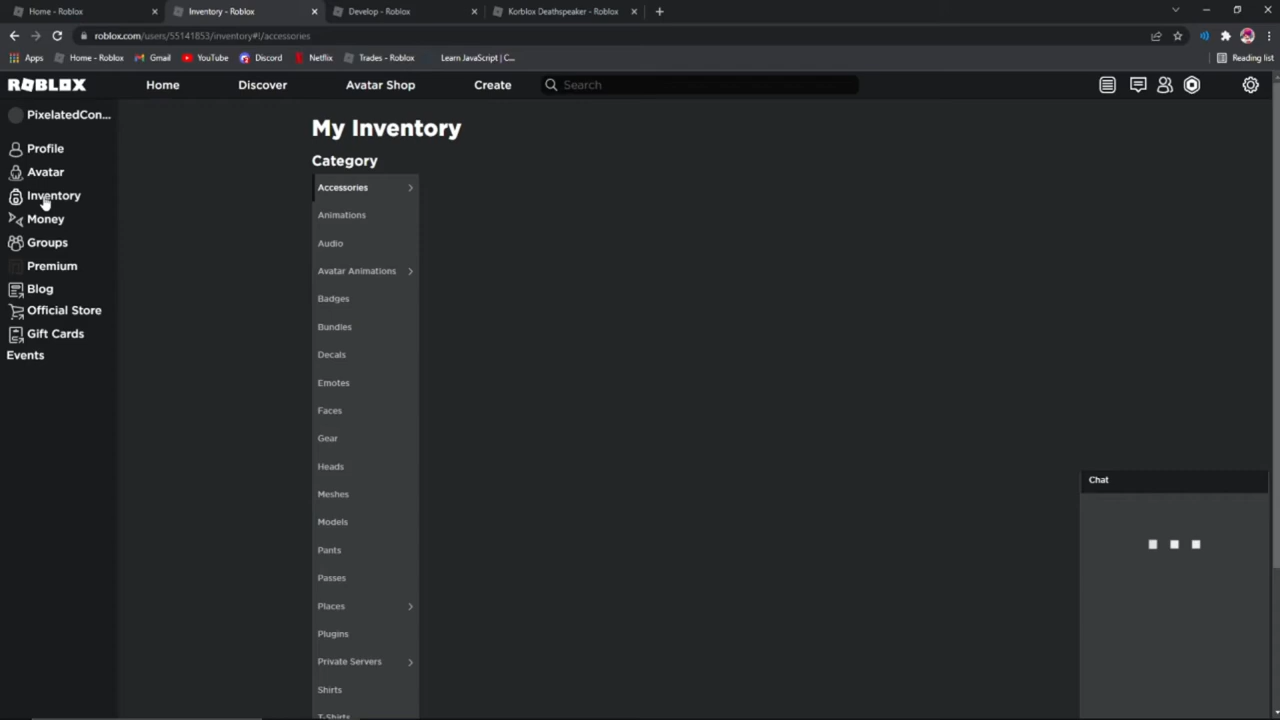 Home - Roblox
Inventory - Roblox
Develop - Roblox
Korblox Deathspeaker - Roblox
roblox.com/users/55141853/inventory#!/accessories
Apps
Home - Roblox
Gmail
YouTube
Discord
Netflix
Trades - Roblox
Learn JavaScript | C...
Reading list
ROBLOX
Home
Discover
Avatar Shop
Create
Search
PixelatedCon...
Profile
Avatar
Inventory
Money
Groups
Premium
Blog
Official Store
Gift Cards
Events
My Inventory
Category
Accessories
Animations
Audio
Avatar Animations
Badges
Bundles
Decals
Emotes
Faces
Gear
Heads
Meshes
Models
Pants
Passes
Places
Plugins
Private Servers
Shirts
T-Shirts
Chat